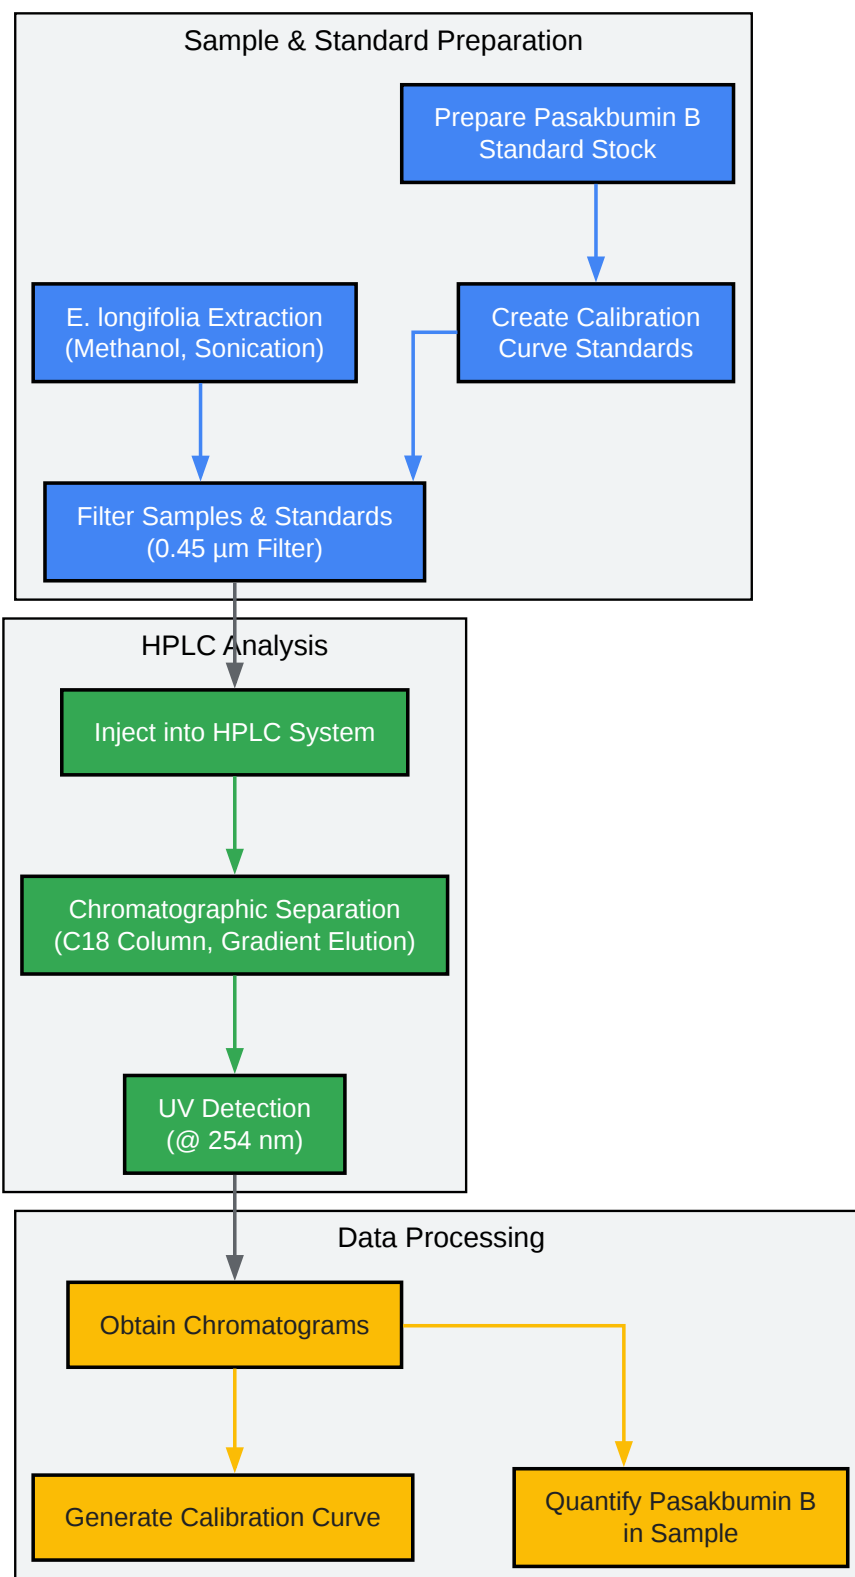 Sample & Standard Preparation
Prepare Pasakbumin B
Standard Stock
E. longifolia Extraction
(Methanol, Sonication)
Create Calibration
Curve Standards
Filter Samples & Standards
(0.45 µm Filter)
HPLC Analysis
Inject into HPLC System
Chromatographic Separation
(C18 Column, Gradient Elution)
UV Detection
(@ 254 nm)
Data Processing
Obtain Chromatograms
Generate Calibration Curve
Quantify Pasakbumin B
in Sample